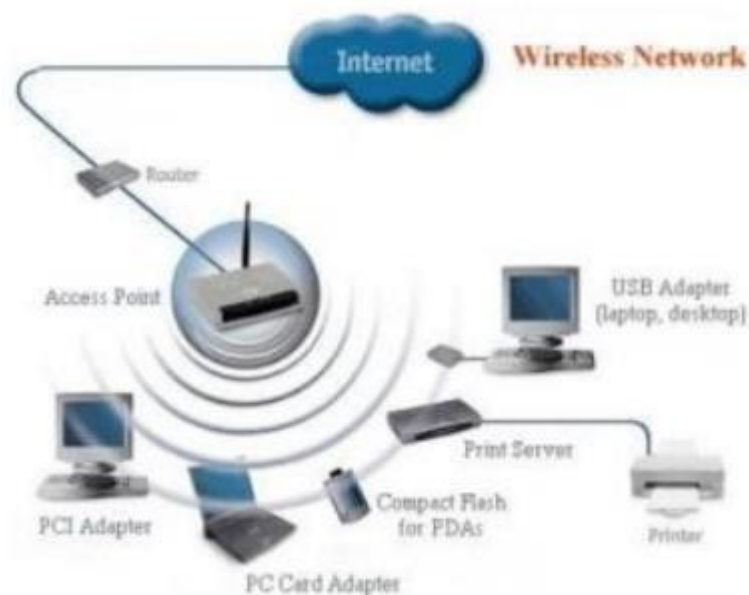 Internet
Wireless Network
Router
Access Point
USB Adapter
(laptop, desktop)
Print Server
PCI Adapter
Compact Flash
for PDAs
Printer
PC Card Adapter